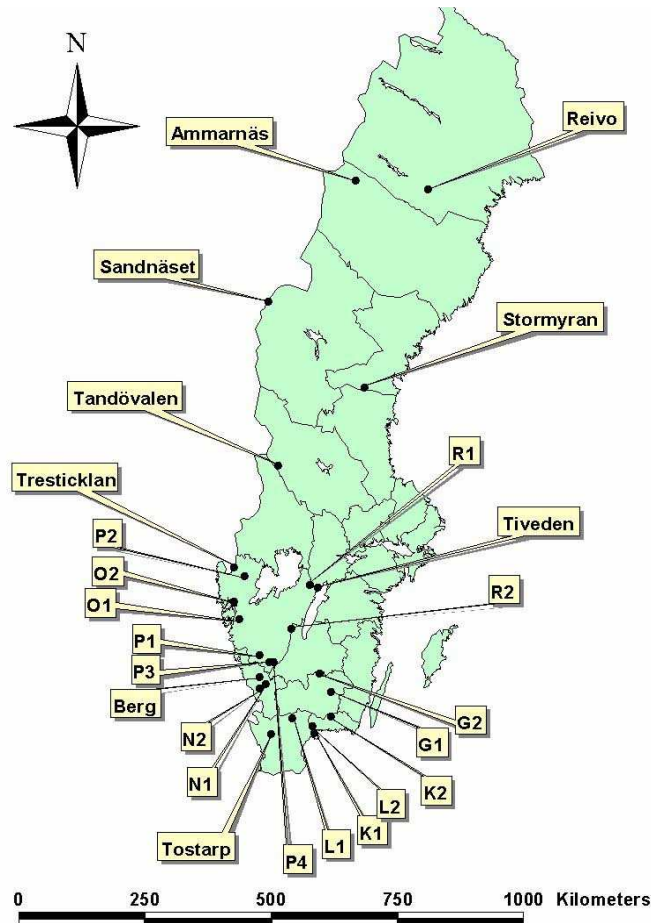 N
Ammarnäs
Reivo
Sandnäset
Stormyran
Tandövalen
R1
Tresticklan
Tiveden
P2
O2
R2
O1
P1
P3
Berg
G2
N2
G1
N1
K2
L2
Tostarp
K1
L1
P4
0 250 500 750 1000 Kilometers